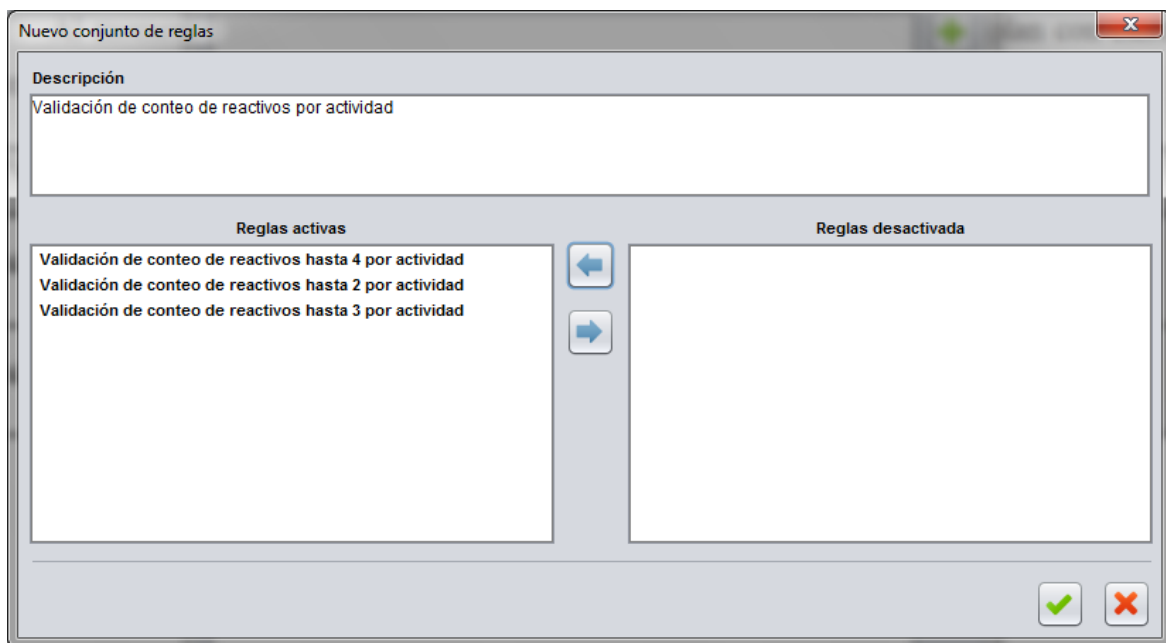 Nuevo conjunto de reglas
Descripción
Validación de conteo de reactivos por actividad
Reglas activas
Reglas desactivada
Validación de conteo de reactivos hasta 4 por actividad
Validación de conteo de reactivos hasta 2 por actividad
Validación de conteo de reactivos hasta 3 por actividad